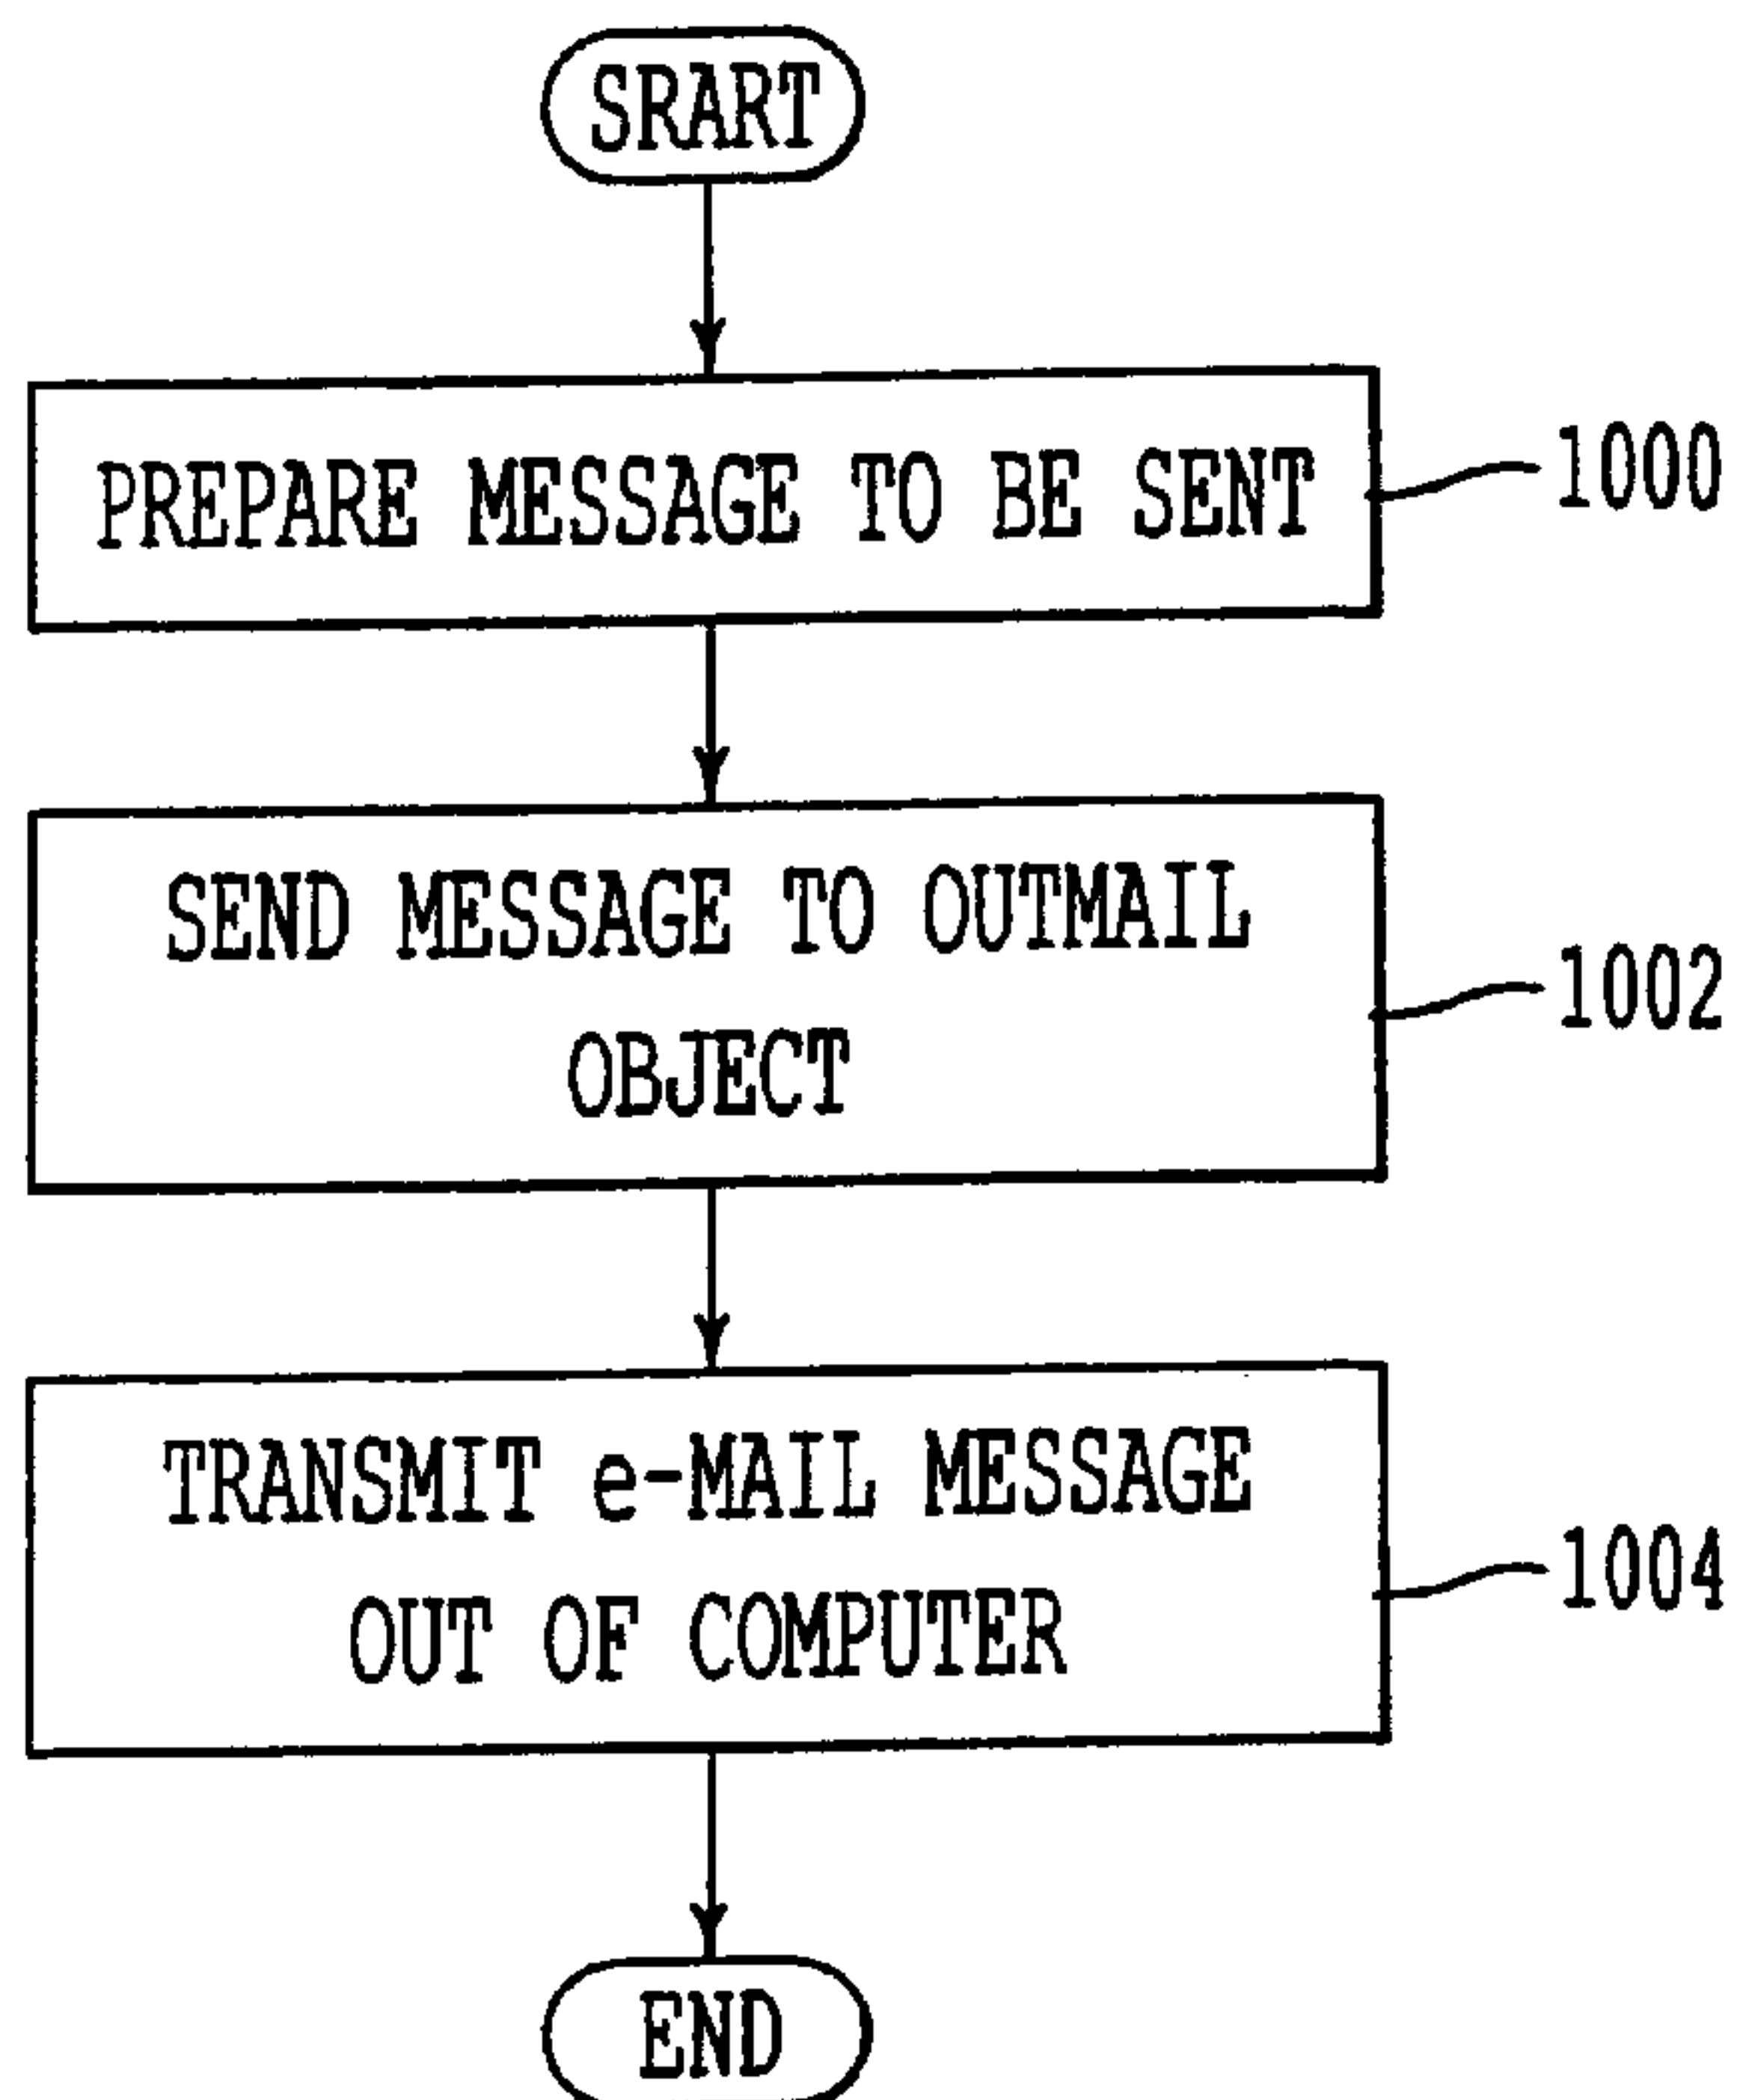 SRART
PREPARE MESSAGE TO BE SENT
1000
SEND MESSAGE TO OUTMAIL
OBJECT
1002
TRANSMIT e-MAIL MESSAGE
OUT OF COMPUTER
1004
END